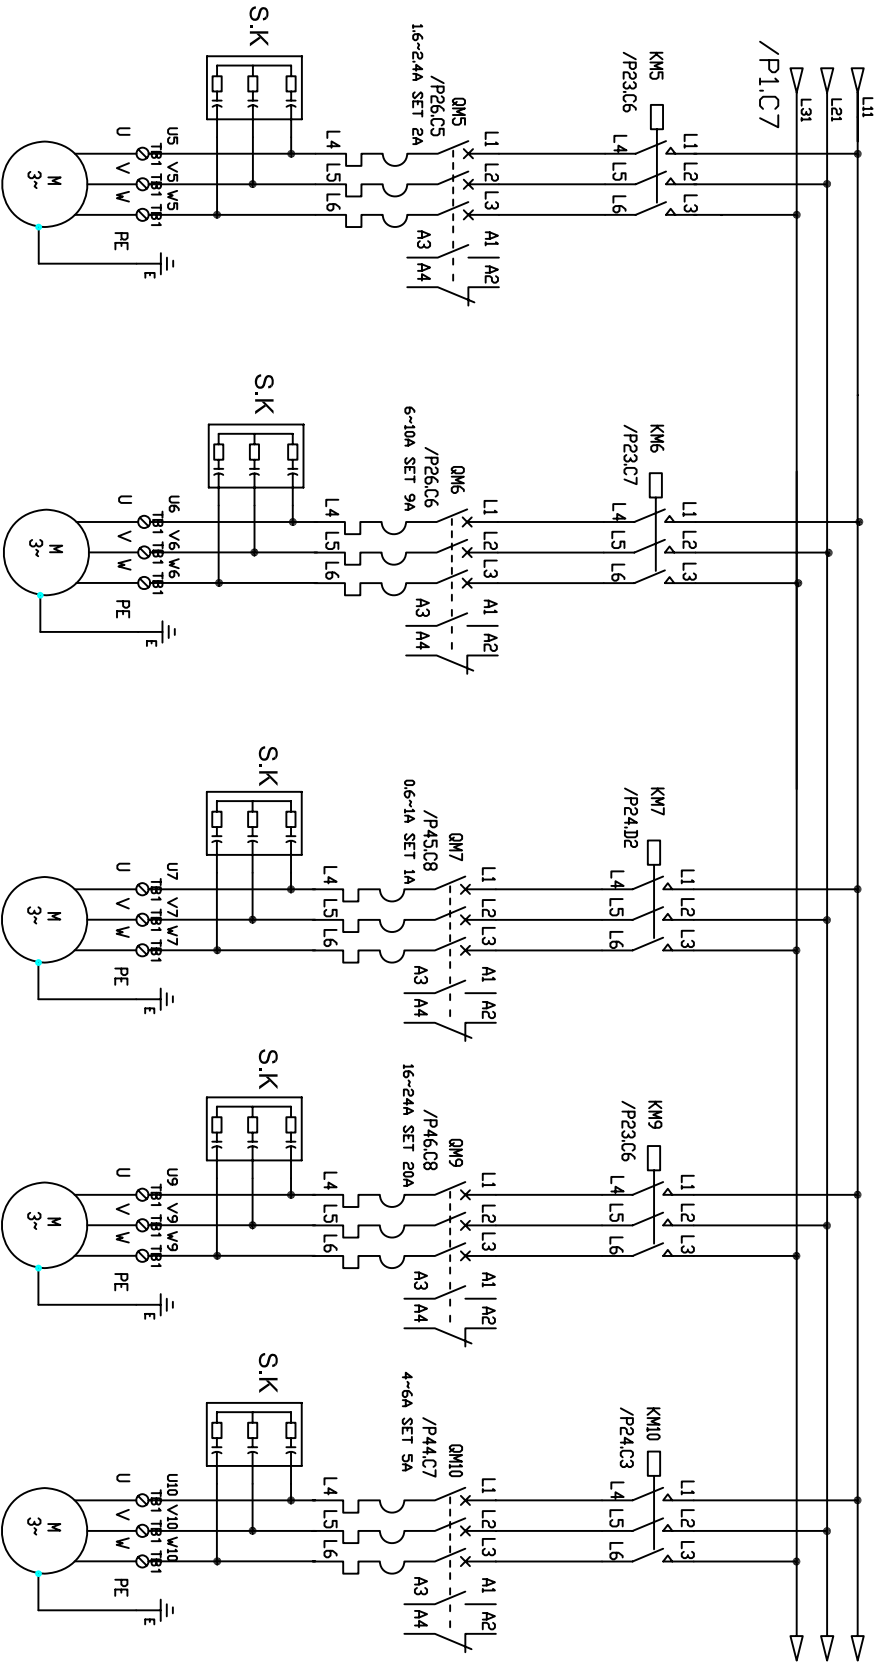 L11
L21
L31
/P1.C7
KM5
/P23.C6
L1 L2 L3
L4 L5 L6
QM5
/P26.C5
1.6~2.4A SET 2A
L1 L2 L3 A1 A2
A3 A4
L4 L5 L6
S.K
U5 V5 W5
TB1 TB1 TB1
U V W PE
E
M
3~
KM6
/P23.C7
L1 L2 L3
L4 L5 L6
QM6
/P26.C6
6~10A SET 9A
L1 L2 L3 A1 A2
A3 A4
L4 L5 L6
S.K
U6 V6 W6
TB1 TB1 TB1
U V W PE
E
M
3~
KM7
/P24.D2
L1 L2 L3
L4 L5 L6
QM7
/P45.C8
0.6~1A SET 1A
L1 L2 L3 A1 A2
A3 A4
L4 L5 L6
S.K
U7 V7 W7
TB1 TB1 TB1
U V W PE
E
M
3~
KM9
/P23.C6
L1 L2 L3
L4 L5 L6
QM9
/P46.C8
16~24A SET 20A
L1 L2 L3 A1 A2
A3 A4
L4 L5 L6
S.K
U9 V9 W9
TB1 TB1 TB1
U V W PE
E
M
3~
KM10
/P24.C3
L1 L2 L3
L4 L5 L6
QM10
/P44.C7
4~6A SET 5A
L1 L2 L3 A1 A2
A3 A4
L4 L5 L6
S.K
U10 V10 W10
TB1 TB1 TB1
U V W PE
E
M
3~